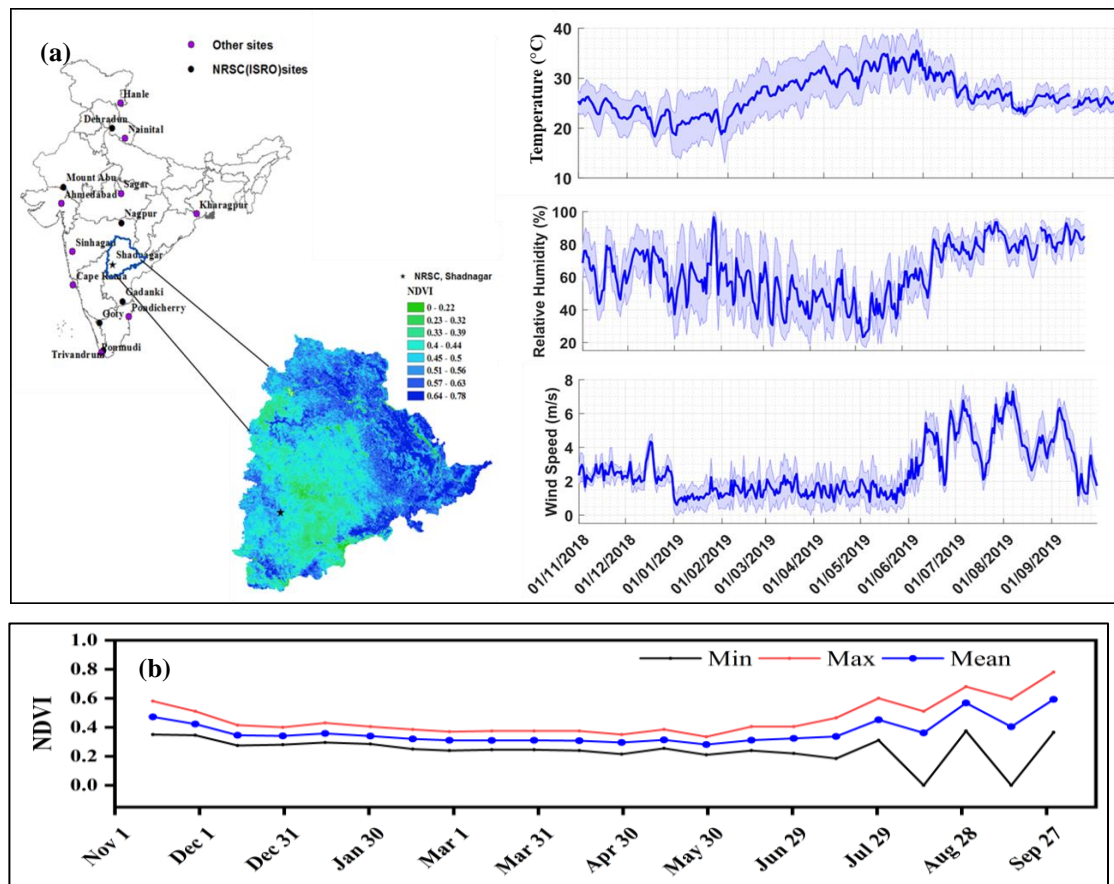 (a)
Other sites
NRSC(ISRO)sites
Hanle
Dehradun
Nainital
Mount Abu
Sagar
Ahmedabad
Kharagpur
Nagpur
Sinhagad
Shadnagar
Cape Rama
Gadanki
Pondicherry
Ooty
Ponmudi
Trivandrum
NRSC, Shadnagar
NDVI
0 - 0.22
0.23 - 0.32
0.33 - 0.39
0.4 - 0.44
0.45 - 0.5
0.51 - 0.56
0.57 - 0.63
0.64 - 0.78
Temperature (°C)
40
30
20
10
Relative Humidity (%)
100
80
60
40
20
Wind Speed (m/s)
8
6
4
2
0
01/11/2018
01/12/2018
01/01/2019
01/02/2019
01/03/2019
01/04/2019
01/05/2019
01/06/2019
01/07/2019
01/08/2019
01/09/2019
(b)
Min
Max
Mean
NDVI
1.0
0.8
0.6
0.4
0.2
0.0
Nov 1
Dec 1
Dec 31
Jan 30
Mar 1
Mar 31
Apr 30
May 30
Jun 29
Jul 29
Aug 28
Sep 27